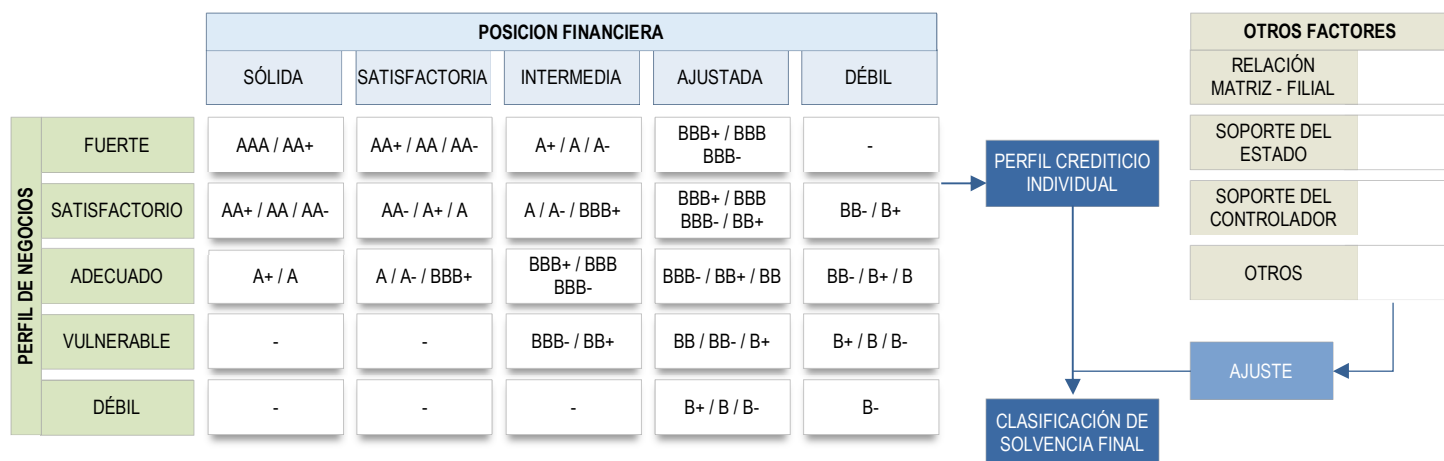 POSICION FINANCIERA
SÓLIDA
SATISFACTORIA
INTERMEDIA
AJUSTADA
DÉBIL
PERFIL DE NEGOCIOS
FUERTE
AAA / AA+
AA+ / AA / AA-
A+ / A / A-
BBB+ / BBB
BBB-
-
SATISFACTORIO
AA+ / AA / AA-
AA- / A+ / A
A / A- / BBB+
BBB+ / BBB
BBB- / BB+
BB- / B+
ADECUADO
A+ / A
A / A- / BBB+
BBB+ / BBB
BBB-
BBB- / BB+ / BB
BB- / B+ / B
VULNERABLE
-
-
BBB- / BB+
BB / BB- / B+
B+ / B / B-
DÉBIL
-
-
-
B+ / B / B-
B-
PERFIL CREDITICIO
INDIVIDUAL
CLASIFICACIÓN DE
SOLVENCIA FINAL
OTROS FACTORES
RELACIÓN
MATRIZ - FILIAL
SOPORTE DEL
ESTADO
SOPORTE DEL
CONTROLADOR
OTROS
AJUSTE